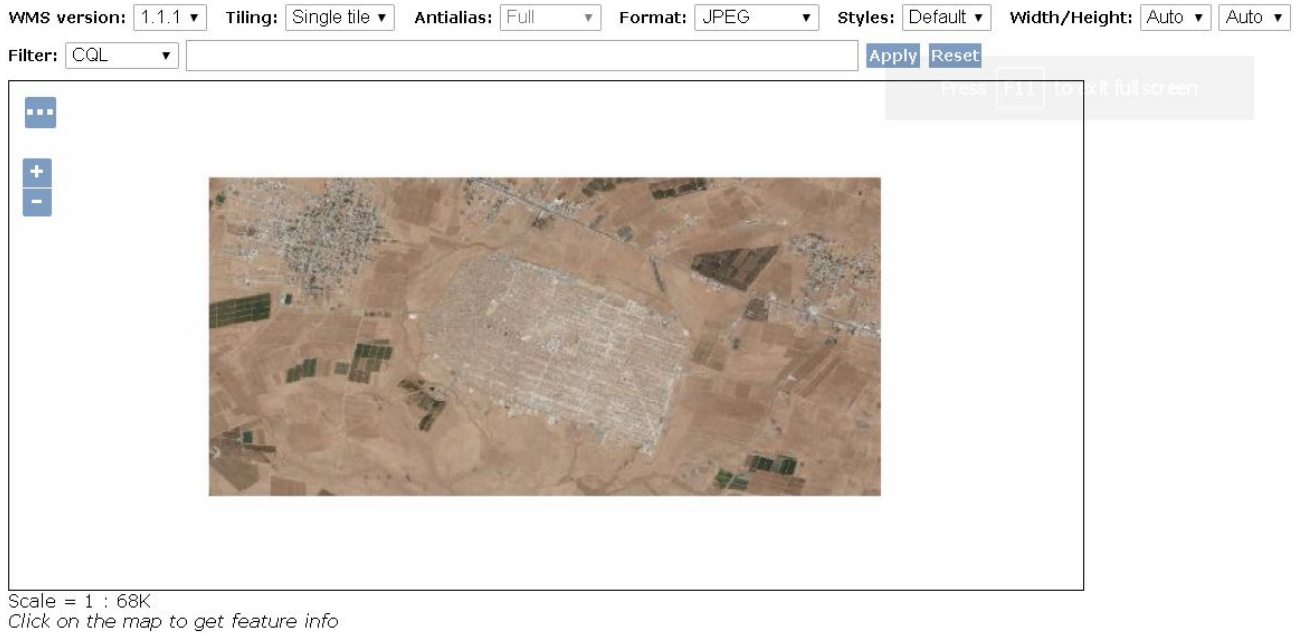 WMS version: 1.1.1 Tiling: Single tile Antialias: Full Format: JPEG Styles: Default Width/Height: Auto Auto
Filter: CQL Apply Reset
Press F11 to exit full screen
+
-
Scale = 1 : 68K
Click on the map to get feature info